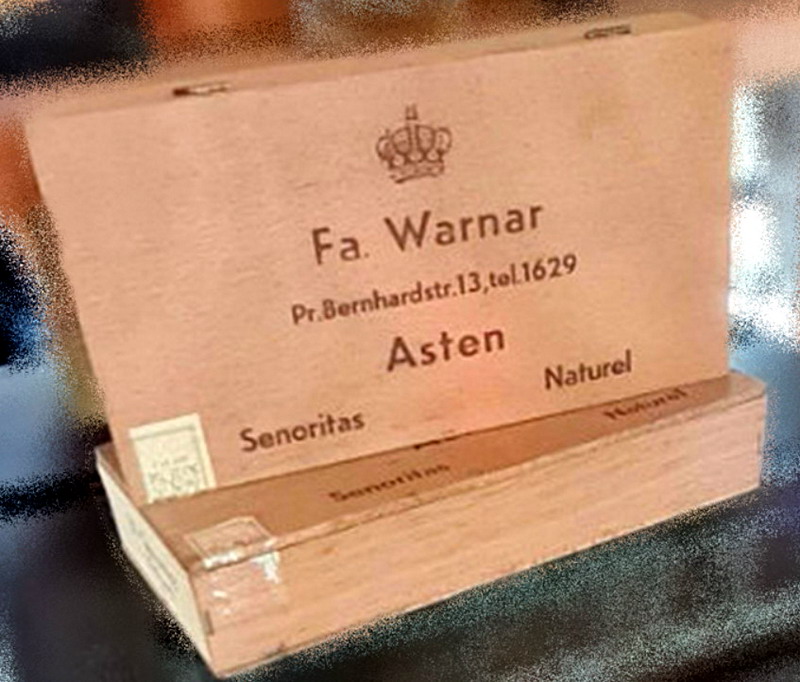 Fa. Warnar
Pr.Bernhardstr.13,tel.1629
Asten
Naturel
Senoritas
Naturel
Senoritas